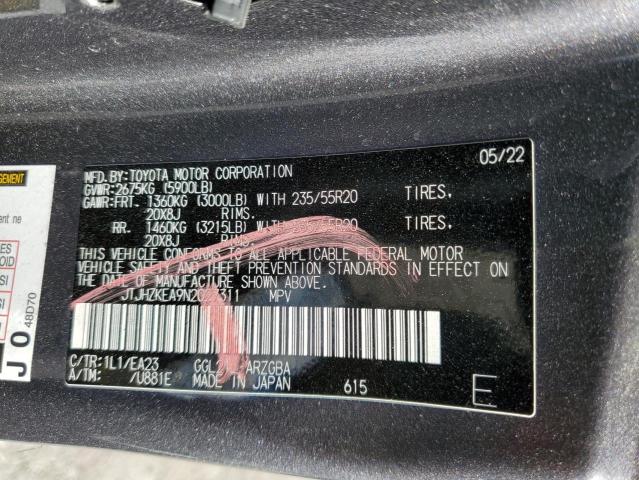 MFD.BY:TOYOTA MOTOR CORPORATION 05/22
GVWR:2675KG (5900LB)
GAWR:FRT. 1360KG (3000LB) WITH 235/55R20 TIRES,
20X8J RIMS.
RR. 1460KG (3215LB) WITH TIRES,
20X8J RIMS.
THIS VEHICLE CONFORMS TO ALL APPLICABLE FEDERAL MOTOR
VEHICLE SAFETY AND THEFT PREVENTION STANDARDS IN EFFECT ON
THE DATE OF MANUFACTURE SHOWN ABOVE.
MPV
C/TR:1L1/EA23
A/TM: /U881E MADE IN JAPAN 615 E
48D70
J 0